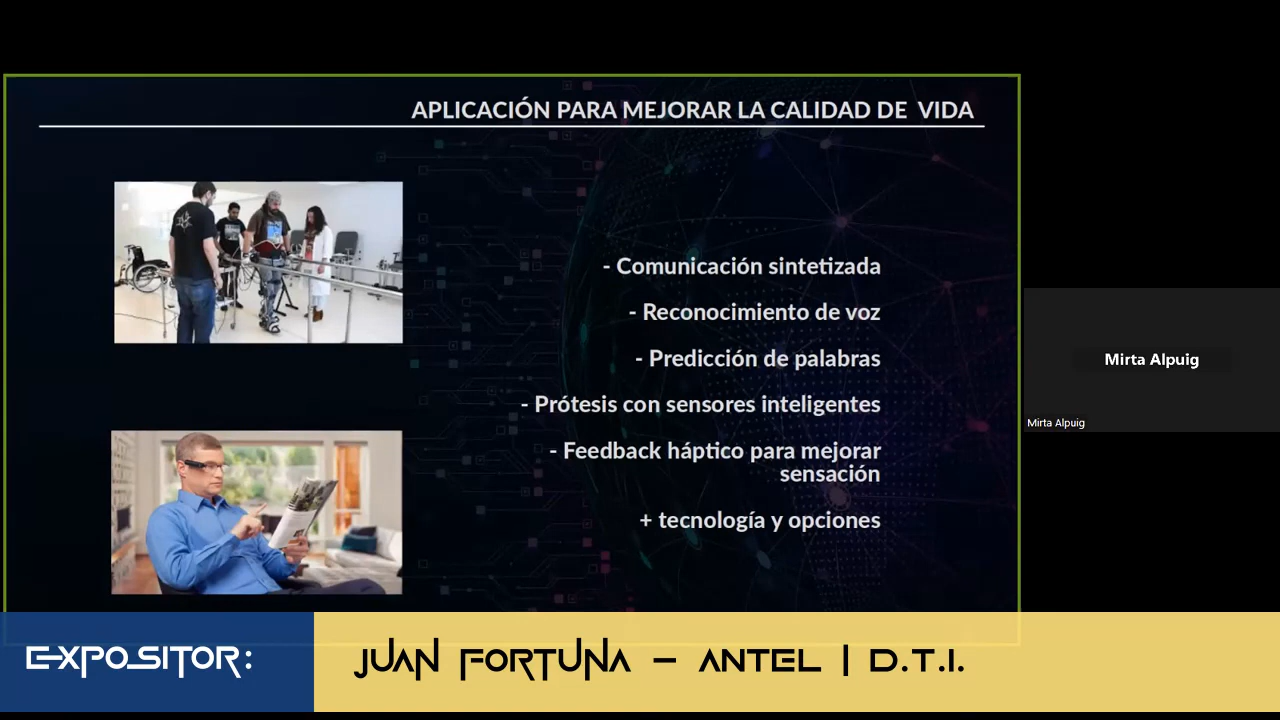 APLICACIÓN PARA MEJORAR LA CALIDAD DE VIDA
- Comunicación sintetizada
- Reconocimiento de voz
- Predicción de palabras
- Prótesis con sensores inteligentes
- Feedback háptico para mejorar
sensación
+ tecnología y opciones
Mirta Alpuig
Mirta Alpuig
EXPOSITOR:
JUAN FORTUNA – ANTEL | D.T.I.